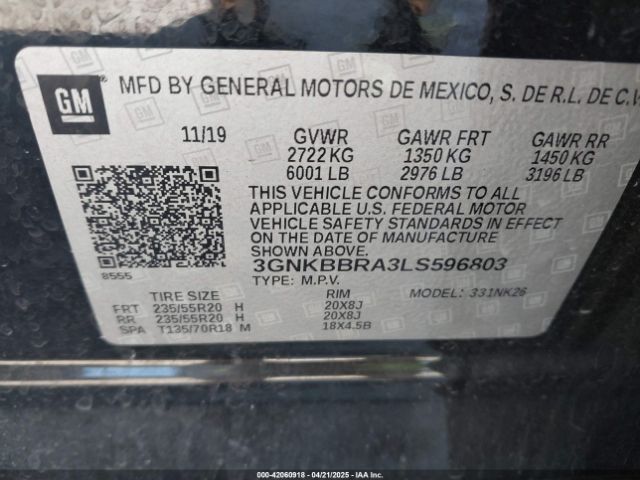 GM
®
MFD BY GENERAL MOTORS DE MEXICO, S. DE R.L. DE C.V
11/19 GVWR GAWR FRT GAWR RR
2722 KG 1350 KG 1450 KG
6001 LB 2976 LB 3196 LB
THIS VEHICLE CONFORMS TO ALL
APPLICABLE U.S. FEDERAL MOTOR
VEHICLE SAFETY STANDARDS IN EFFECT
ON THE DATE OF MANUFACTURE
SHOWN ABOVE.
8555 3GNKBBRA3LS596803
TYPE: M.P.V. MODEL: 331NK26
TIRE SIZE RIM
FRT 235/55R20 H 20X8J
RR 235/55R20 H 20X8J
SPA T135/70R18 M 18X4.5B
000-42060918 - 04/21/2025 - IAA Inc.